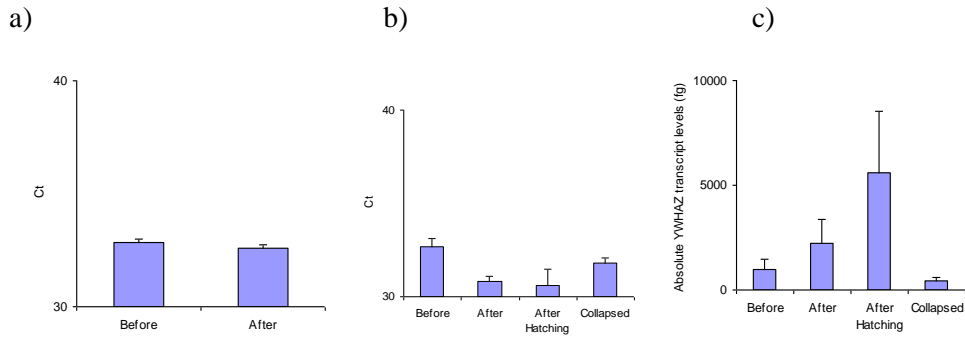 a)
b)
c)
40
Ct
30
Before
After
40
Ct
30
Before
After
After
Hatching
Collapsed
10000
Absolute YWHAZ transcript levels (fg)
5000
0
Before
After
After
Hatching
Collapsed